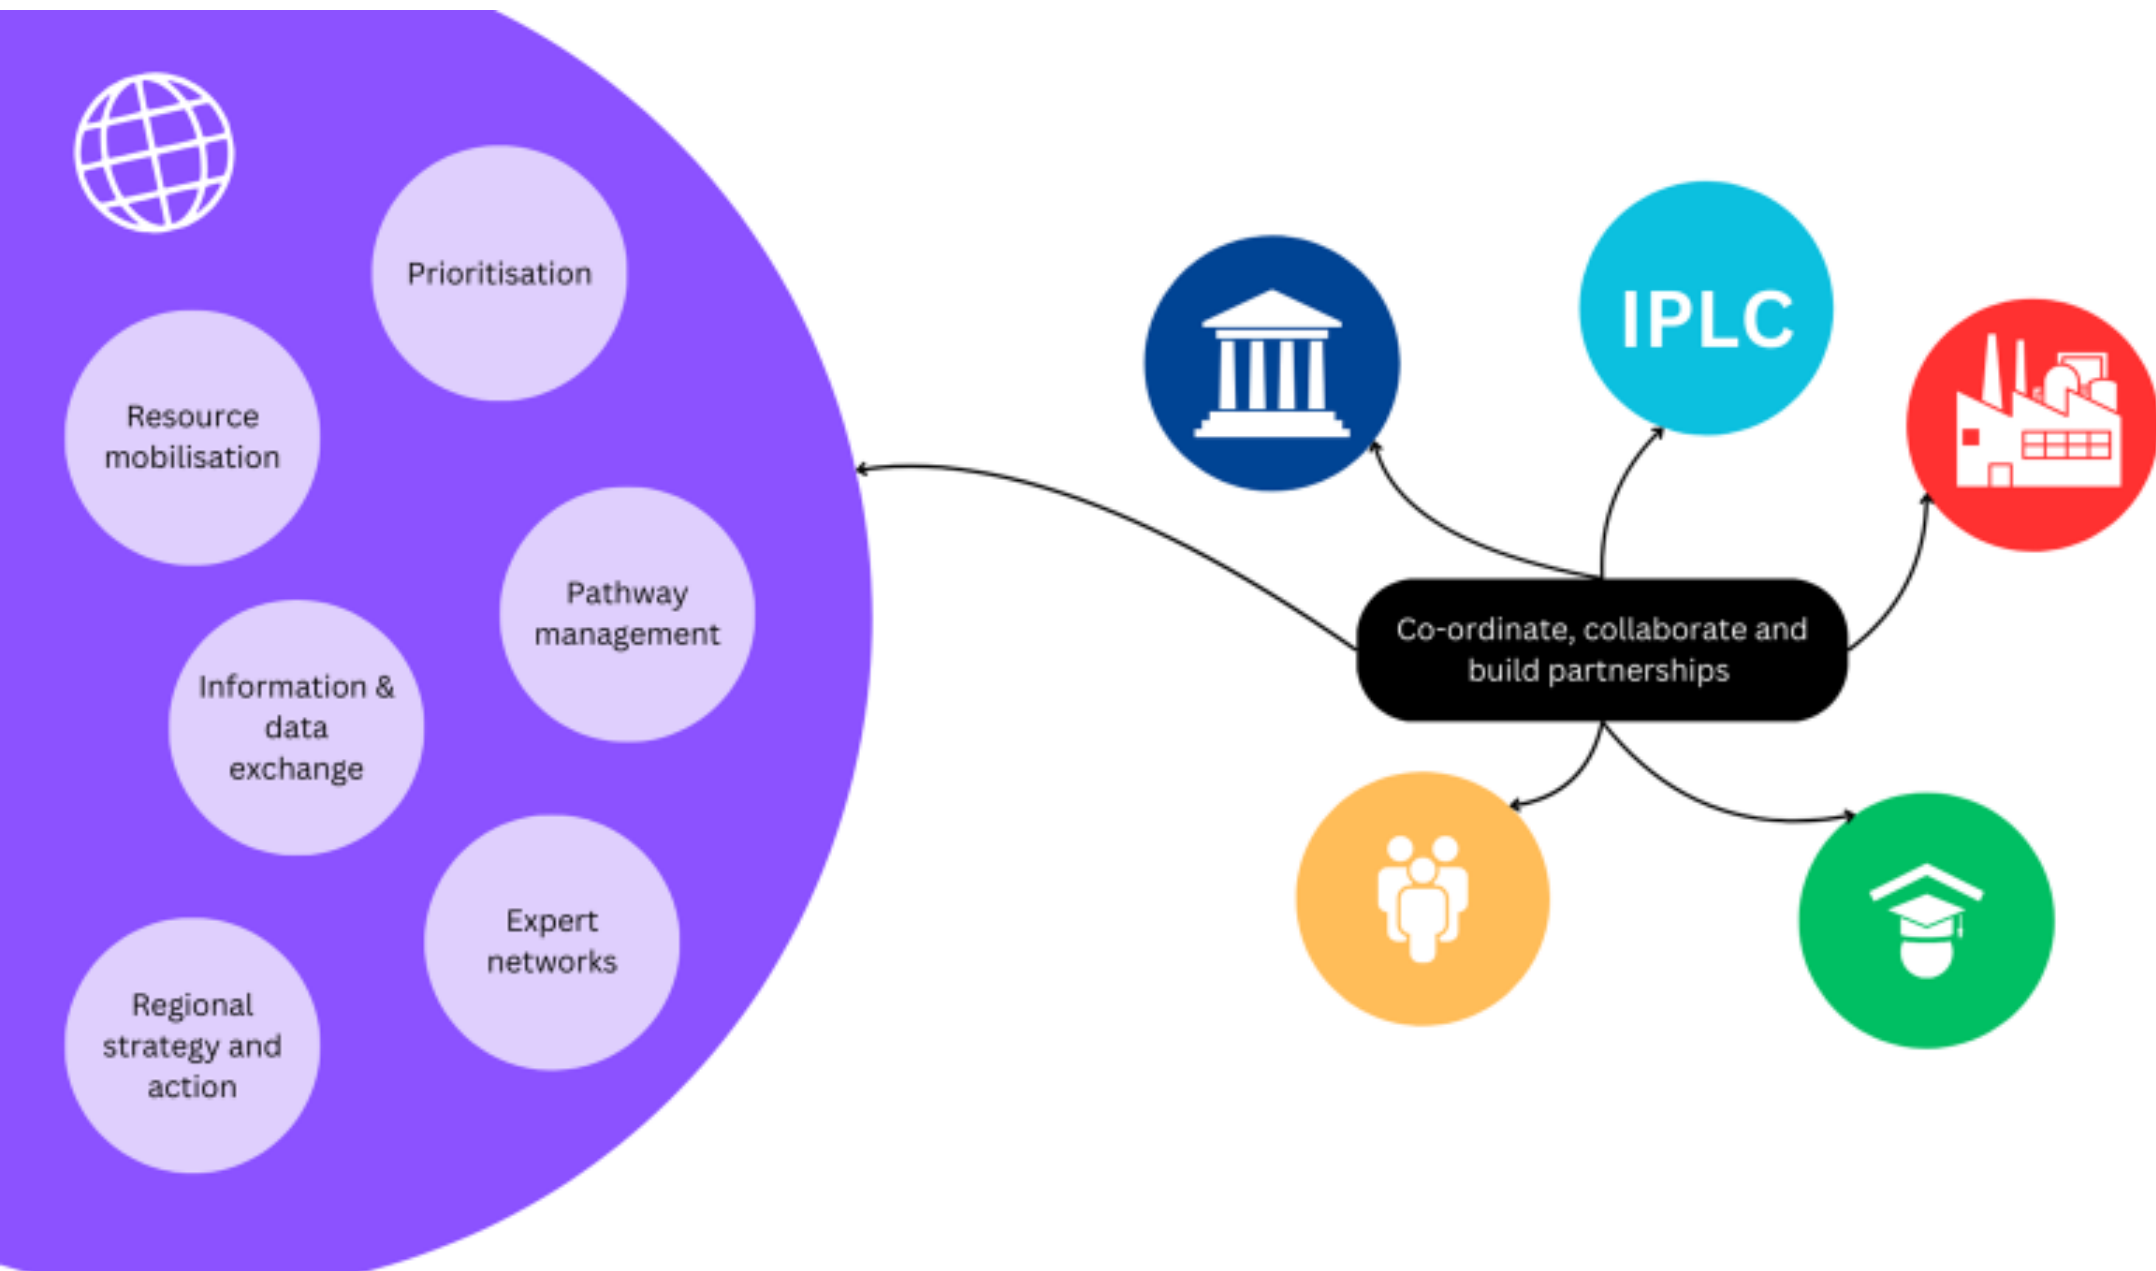 Prioritisation
Resource
mobilisation
Pathway
management
Information &
data
exchange
Expert
networks
Regional
strategy and
action
IPLC
Co-ordinate, collaborate and
build partnerships